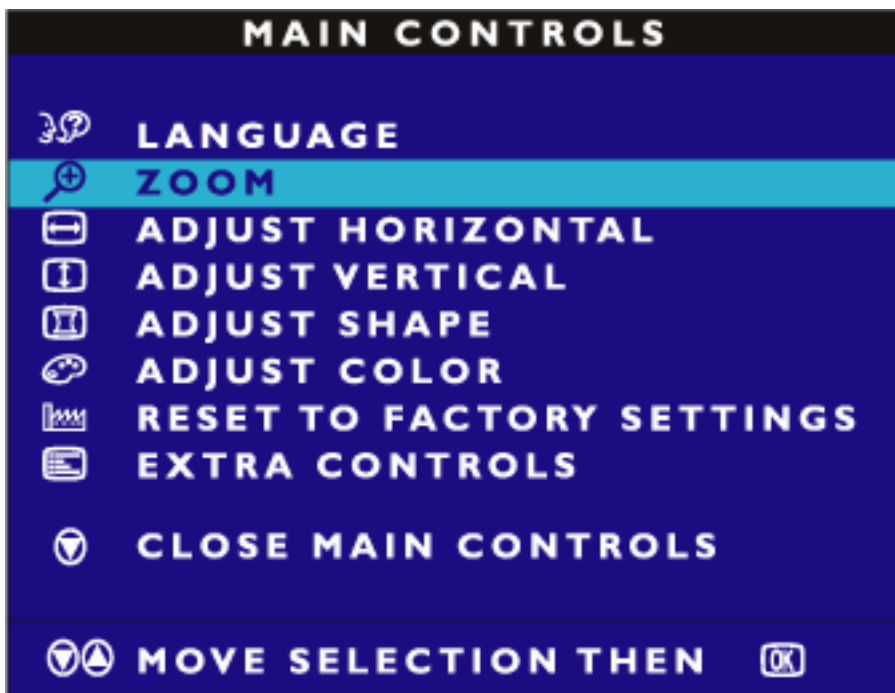 MAIN CONTROLS
LANGUAGE
ZOOM
ADJUST HORIZONTAL
ADJUST VERTICAL
ADJUST SHAPE
ADJUST COLOR
RESET TO FACTORY SETTINGS
EXTRA CONTROLS
CLOSE MAIN CONTROLS
MOVE SELECTION THEN OK